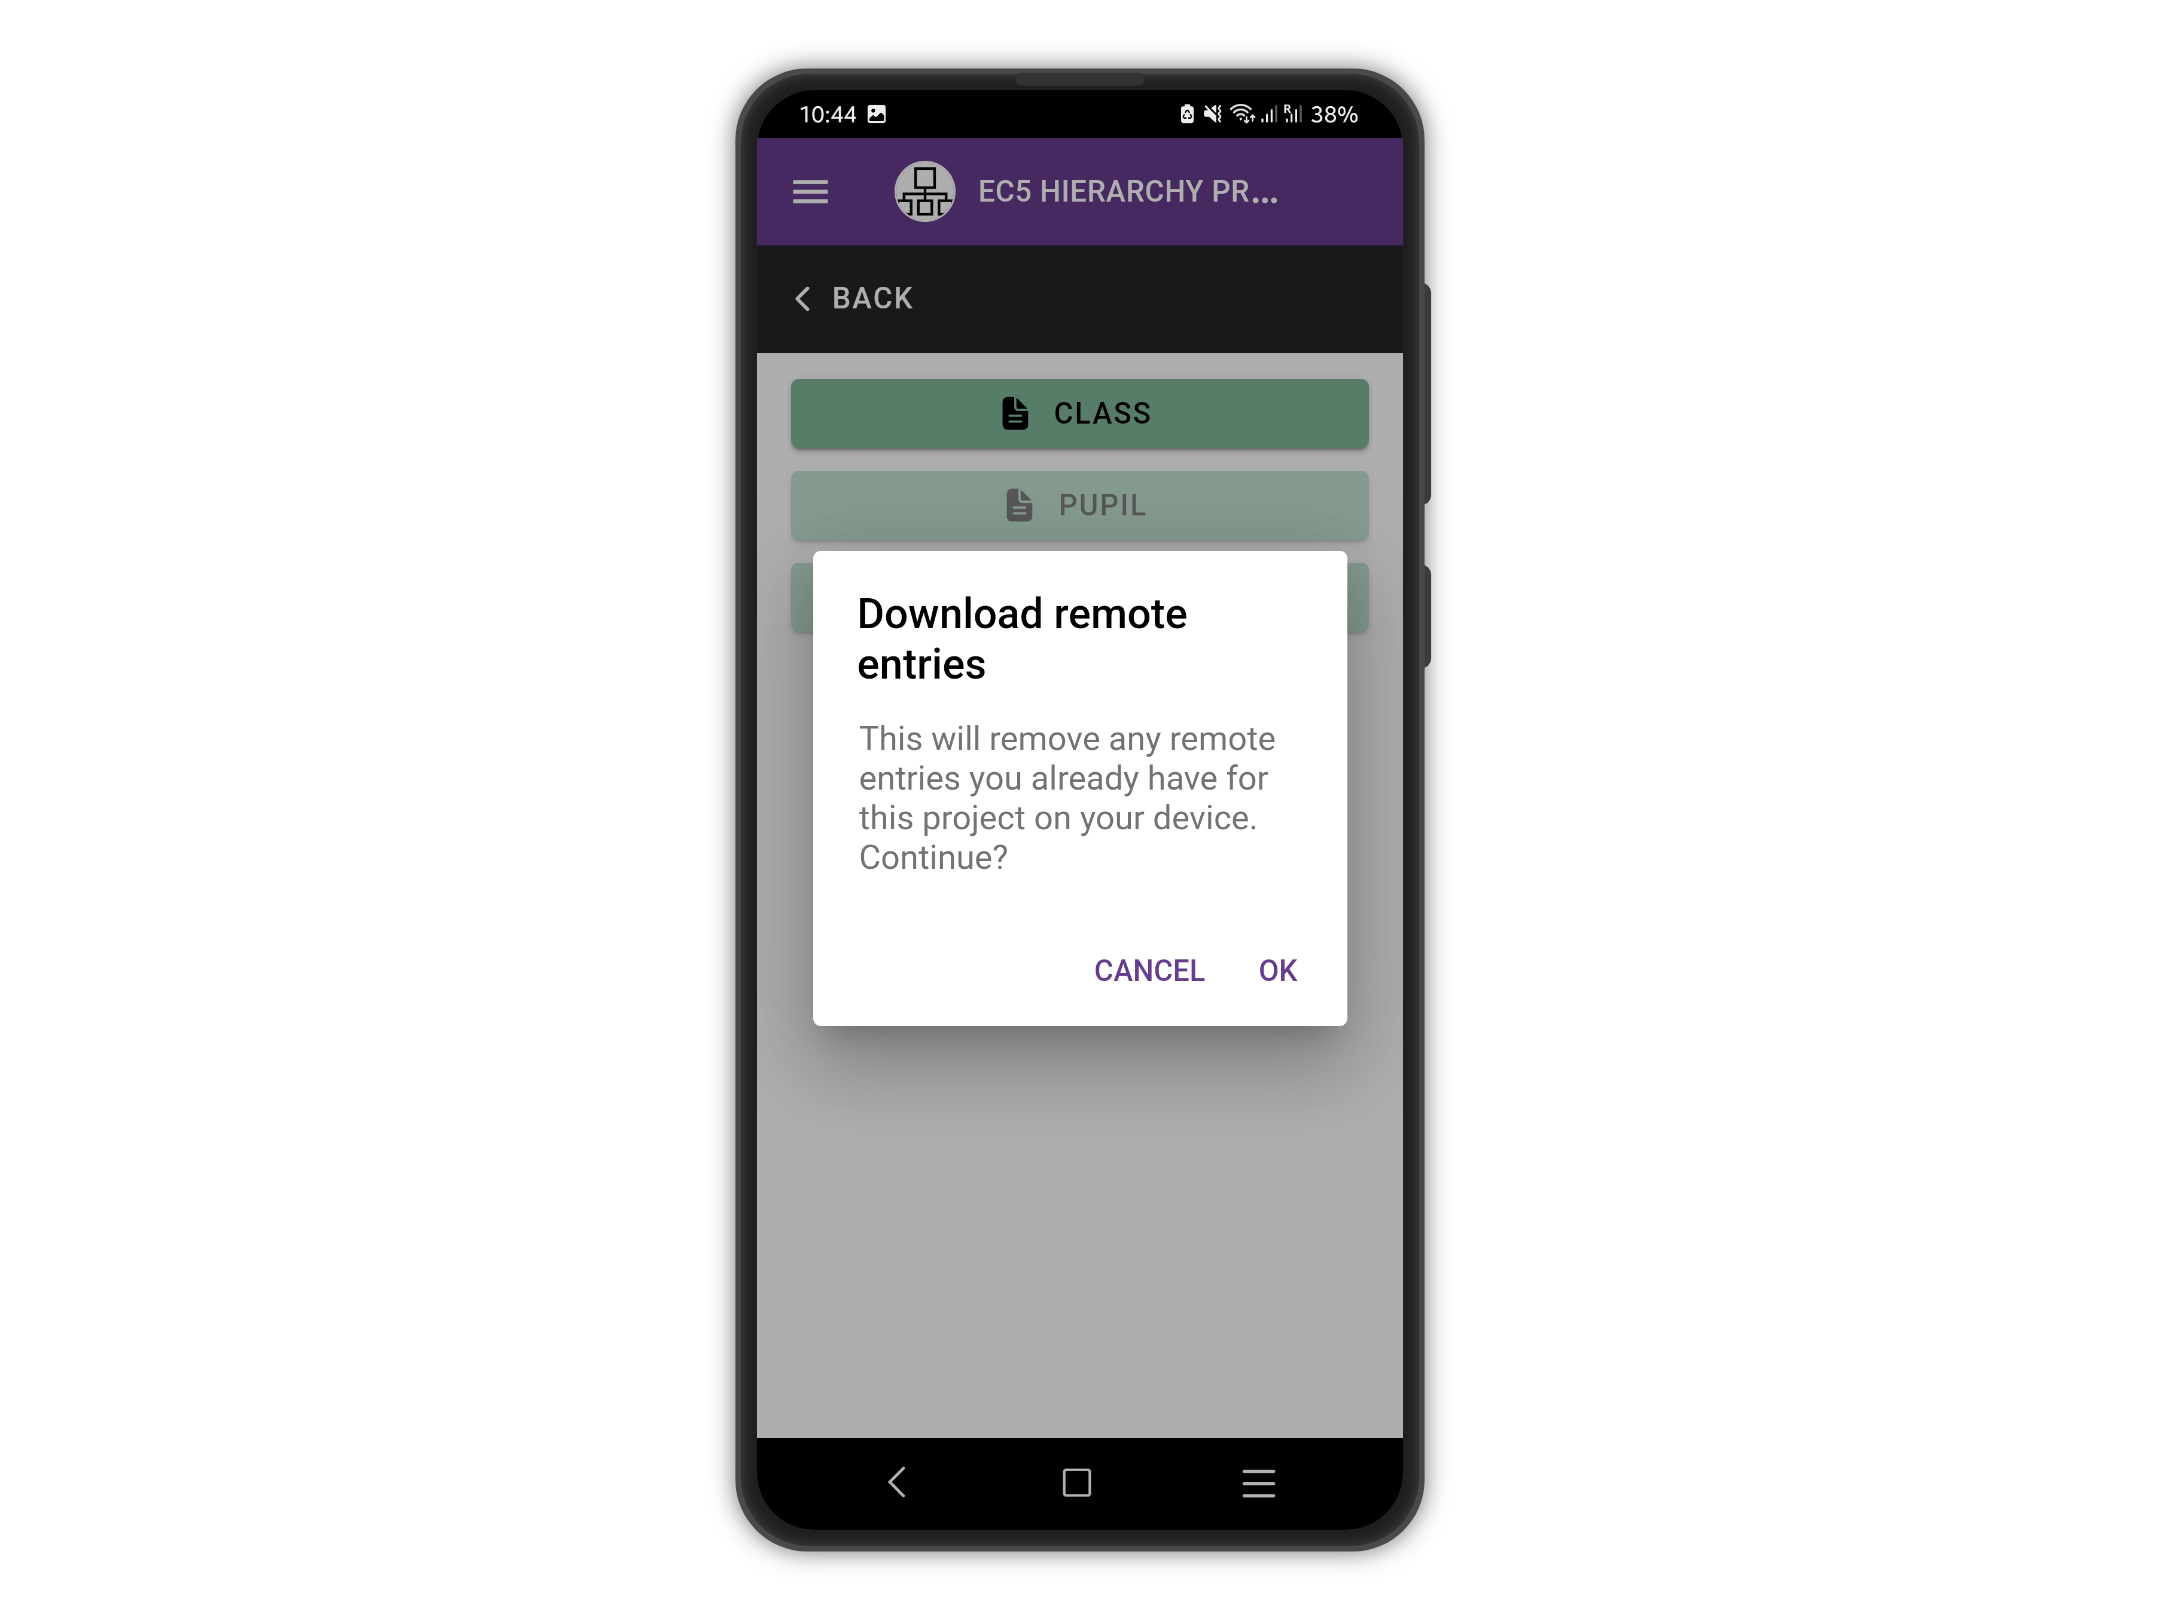 10:44
38%
EC5 HIERARCHY PR...
BACK
CLASS
PUPIL
Download remote
entries
This will remove any remote
entries you already have for
this project on your device.
Continue?
CANCEL OK